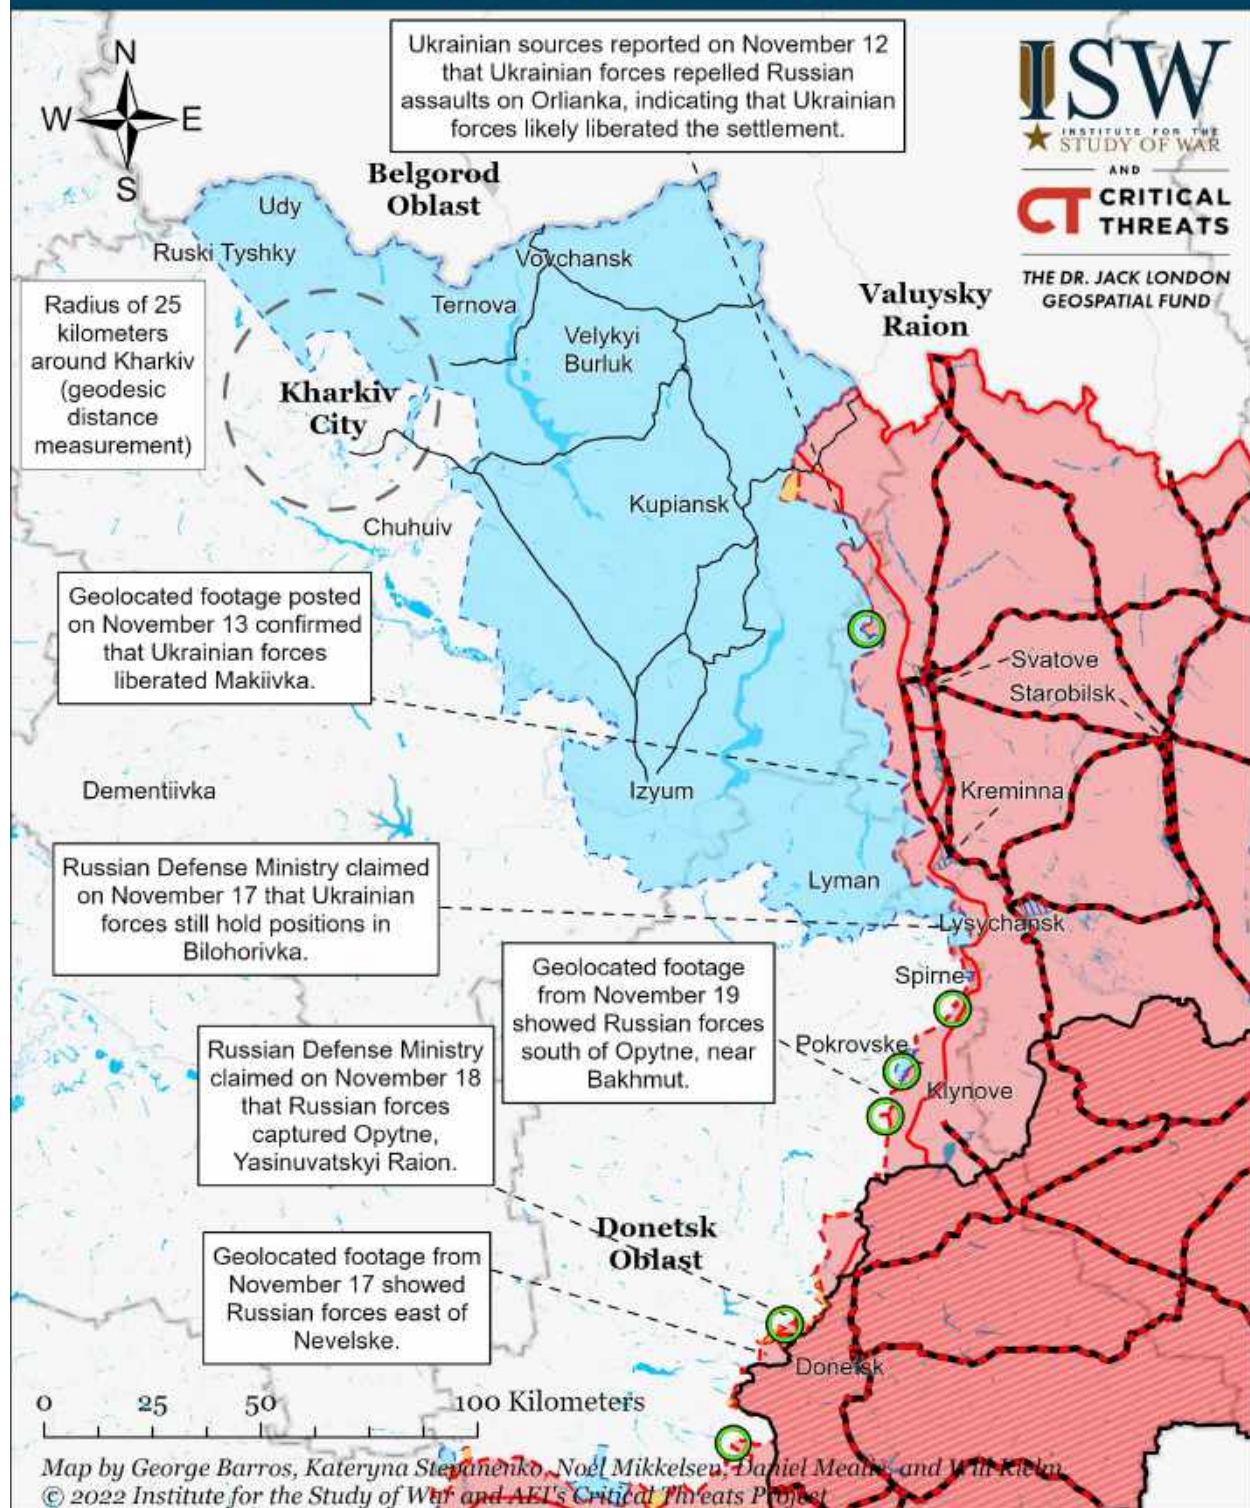 Ukrainian sources reported on November 12
that Ukrainian forces repelled Russian
assaults on Orlianka, indicating that Ukrainian
forces likely liberated the settlement.
ISW
INSTITUTE FOR THE
STUDY OF WAR
AND
CT CRITICAL
THREATS
THE DR. JACK LONDON
GEOSPATIAL FUND
N
W E
S
Belgorod
Oblast
Udy
Ruski Tyshky
Vovchansk
Ternova
Velykyi
Burluk
Valuysky
Raion
Radius of 25
kilometers
around Kharkiv
(geodesic
distance
measurement)
Kharkiv
City
Kupiansk
Chuhuiv
Geolocated footage posted
on November 13 confirmed
that Ukrainian forces
liberated Makiivka.
Svatove
Starobilsk
Dementiivka
Izyum
Kreminna
Russian Defense Ministry claimed
on November 17 that Ukrainian
forces still hold positions in
Bilohorivka.
Lyman
Lysychansk
Geolocated footage
from November 19
showed Russian forces
south of Opytne, near
Bakhmut.
Spirne
Pokrovske
Klynove
Russian Defense Ministry
claimed on November 18
that Russian forces
captured Opytne,
Yasinuvatskyi Raion.
Donetsk
Oblast
Geolocated footage from
November 17 showed
Russian forces east of
Nevelske.
Donetsk
0 25 50 100 Kilometers
Map by George Barros, Kateryna Stepanenko, Noel Mikkelsen, Daniel Mealie, and Will Kielm
© 2022 Institute for the Study of War and AEI's Critical Threats Project